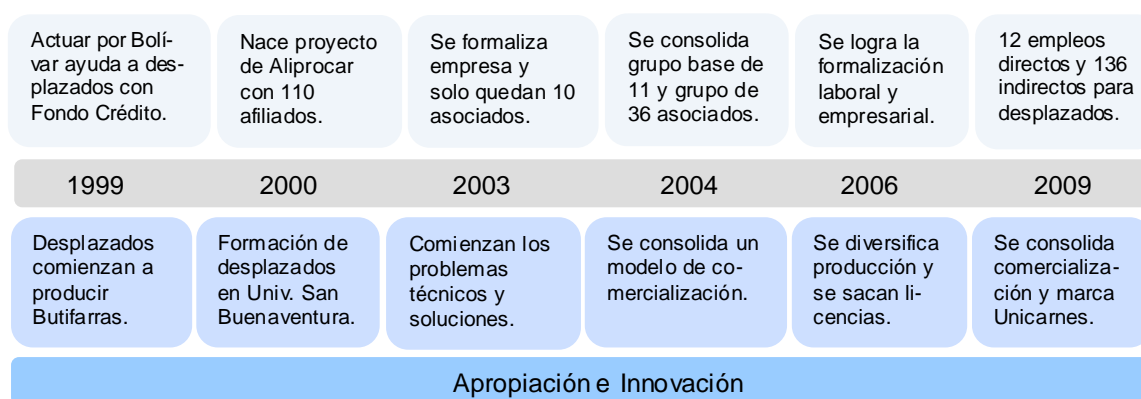 Actuar por Bolí-
var ayuda a des-
plazados con
Fondo Crédito.
Nace proyecto
de Aliprocar
con 110
afiliados.
Se formaliza
empresa y
solo quedan 10
asociados.
Se consolida
grupo base de
11 y grupo de
36 asociados.
Se logra la
formalización
laboral y
empresarial.
12 empleos
directos y 136
indirectos para
desplazados.
1999 2000 2003 2004 2006 2009
Desplazados
comienzan a
producir
Butifarras.
Formación de
desplazados
en Univ. San
Buenaventura.
Comienzan los
problemas
técnicos y
soluciones.
Se consolida un
modelo de co-
mercialización.
Se diversifica
producción y
se sacan li-
cencias.
Se consolida
comercializa-
ción y marca
Unicarnes.
Apropiación e Innovación